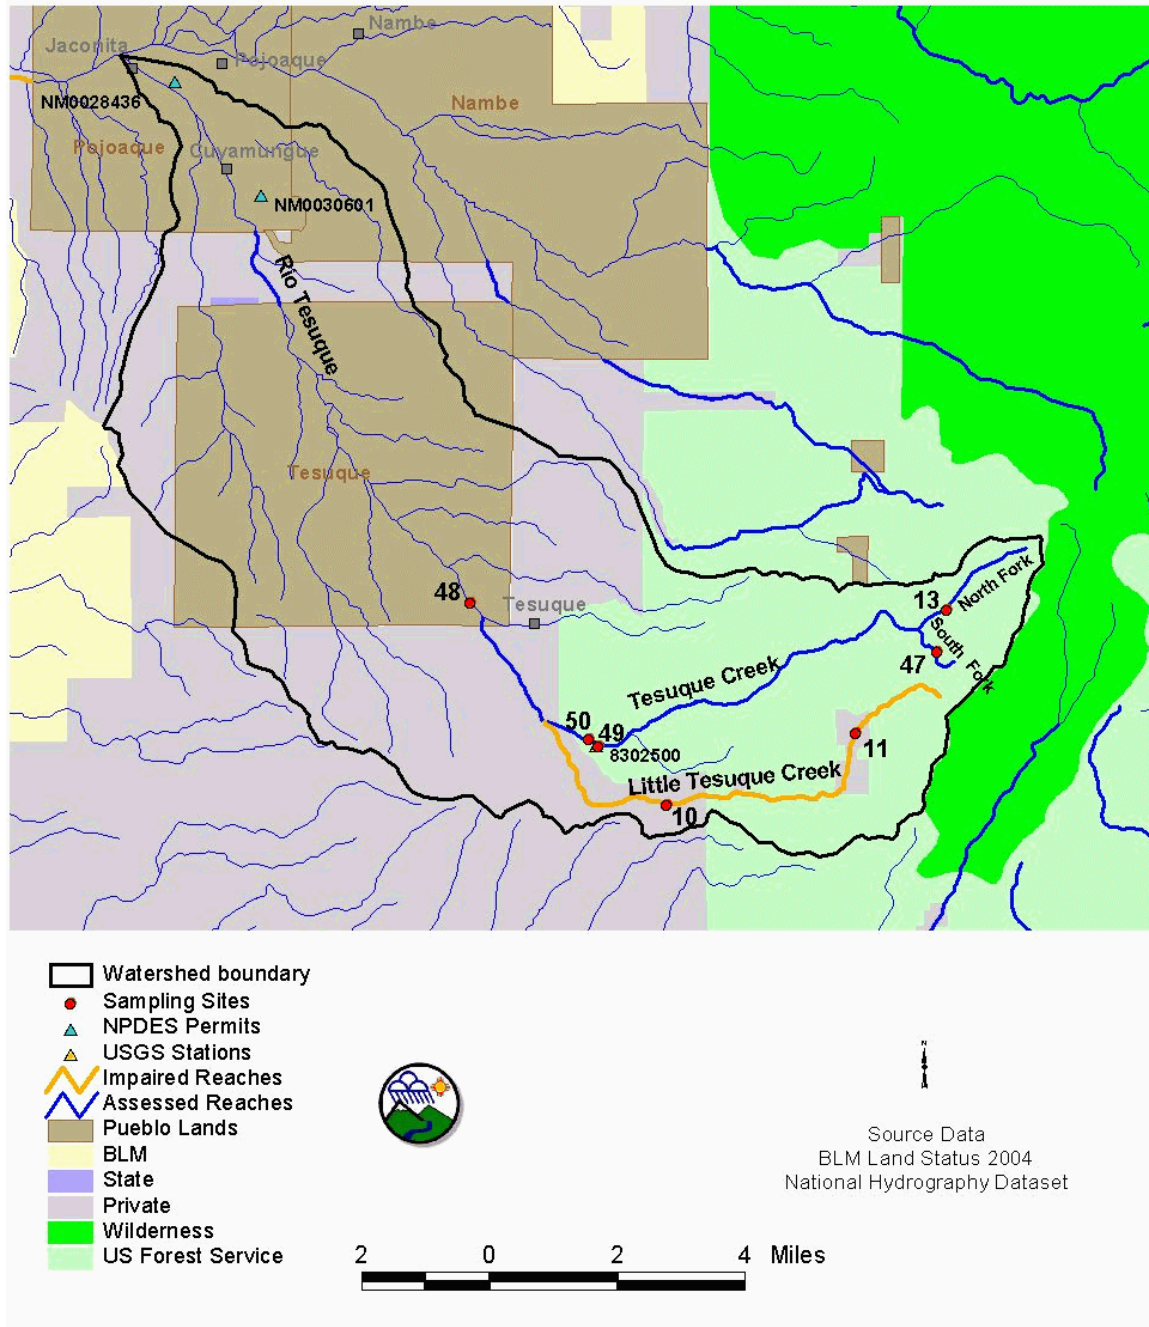 Nambe
Jaconita
Pojoaque
NM0028436
Nambe
Pojoaque
Cuyamungue
NM0030601
Rio Tesuque
Tesuque
48
Tesuque
13
North Fork
South Fork
47
Tesuque Creek
50
49
8302500
11
Little Tesuque Creek
10
Watershed boundary
Sampling Sites
NPDES Permits
USGS Stations
Impaired Reaches
Assessed Reaches
Pueblo Lands
BLM
State
Private
Wilderness
US Forest Service
N
Source Data
BLM Land Status 2004
National Hydrography Dataset
2 0 2 4 Miles